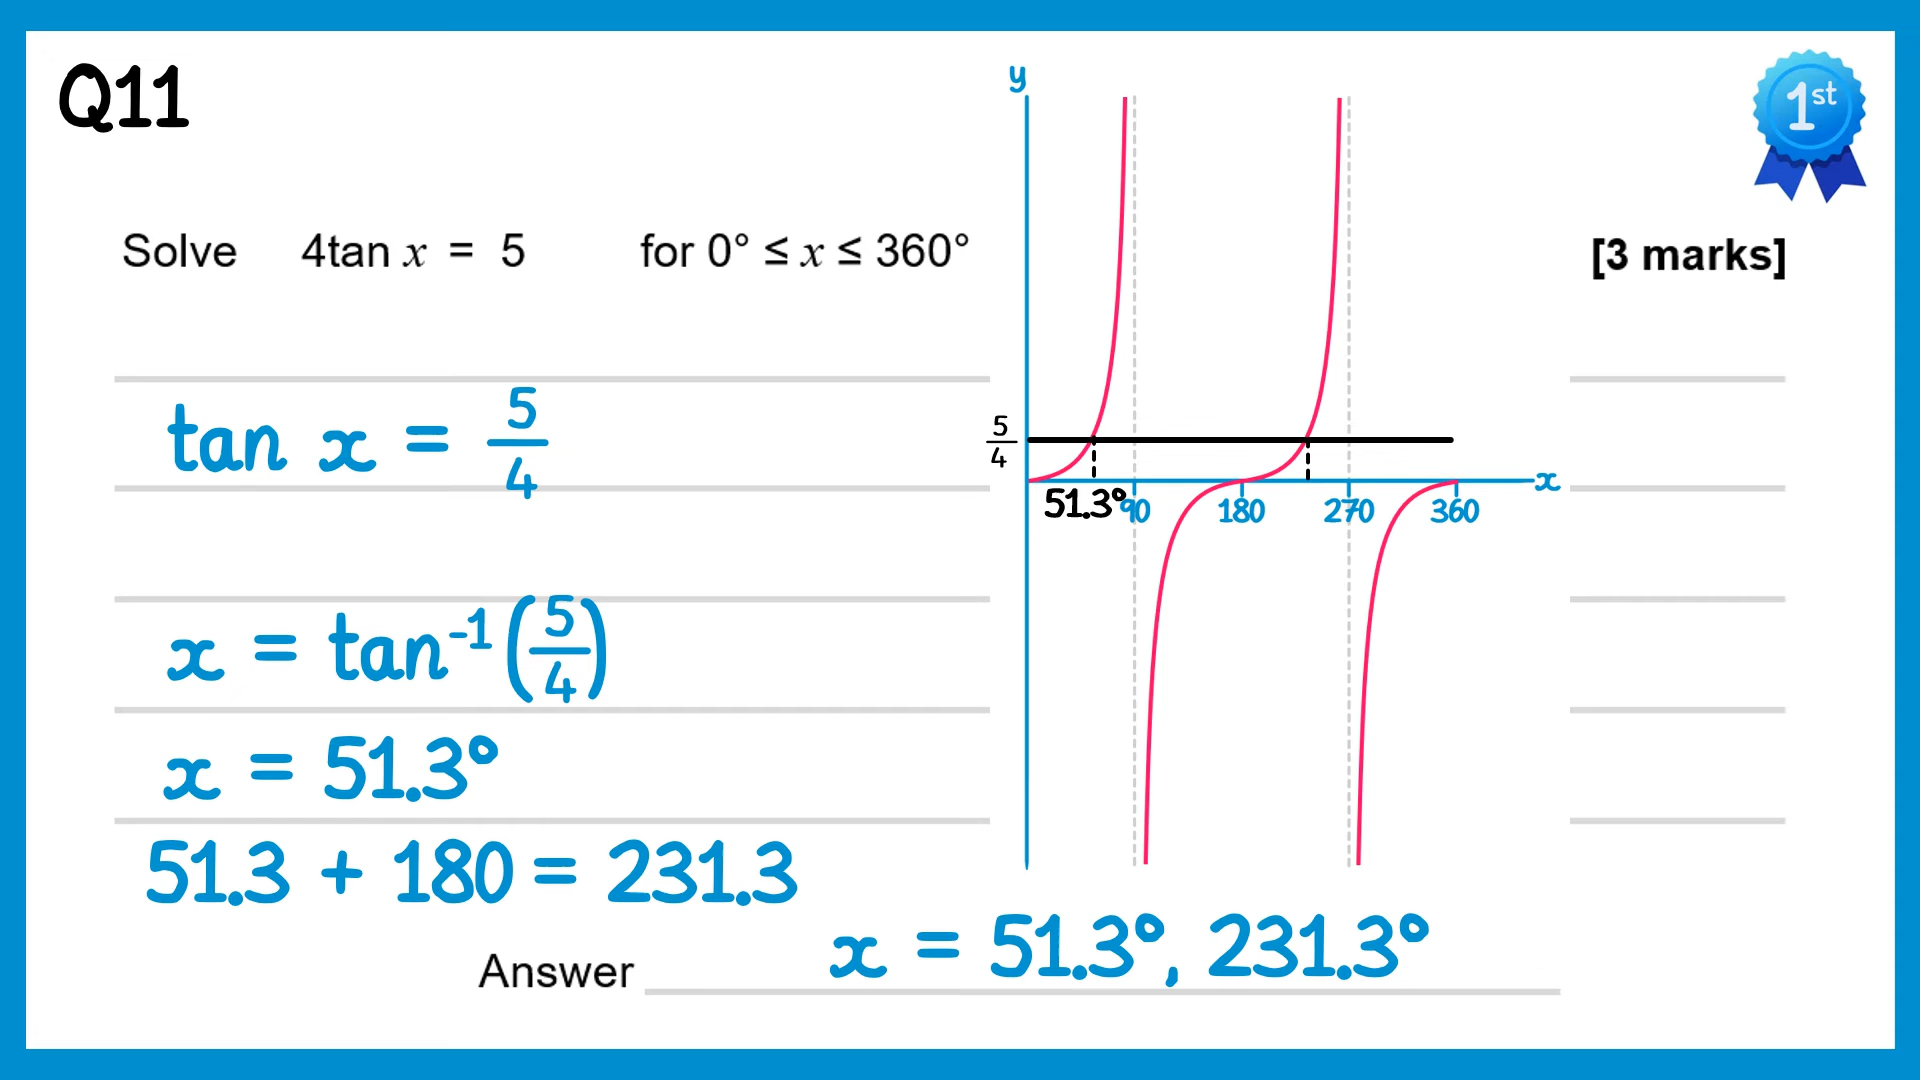 Q11
1st
Solve 4tan x = 5 for 0° ≤ x ≤ 360° [3 marks]
tan x = 5/4
x = tan⁻¹(5/4)
x = 51.3°
51.3 + 180 = 231.3
Answer x = 51.3°, 231.3°
y
5/4
x
51.3° 90 180 270 360